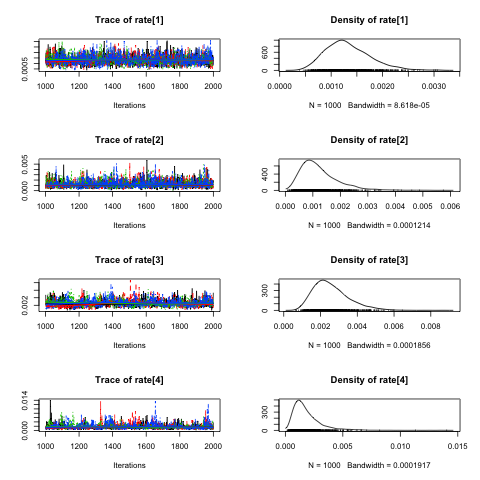 Trace of rate[1]
0.0005
1000 1200 1400 1600 1800 2000
Iterations
Density of rate[1]
0 600
0.0000 0.0010 0.0020 0.0030
N = 1000 Bandwidth = 8.618e-05
Trace of rate[2]
0.000 0.005
1000 1200 1400 1600 1800 2000
Iterations
Density of rate[2]
0 400
0.000 0.001 0.002 0.003 0.004 0.005 0.006
N = 1000 Bandwidth = 0.0001214
Trace of rate[3]
0.002
1000 1200 1400 1600 1800 2000
Iterations
Density of rate[3]
0 300
0.000 0.002 0.004 0.006 0.008
N = 1000 Bandwidth = 0.0001856
Trace of rate[4]
0.000 0.014
1000 1200 1400 1600 1800 2000
Iterations
Density of rate[4]
0 300
0.000 0.005 0.010 0.015
N = 1000 Bandwidth = 0.0001917